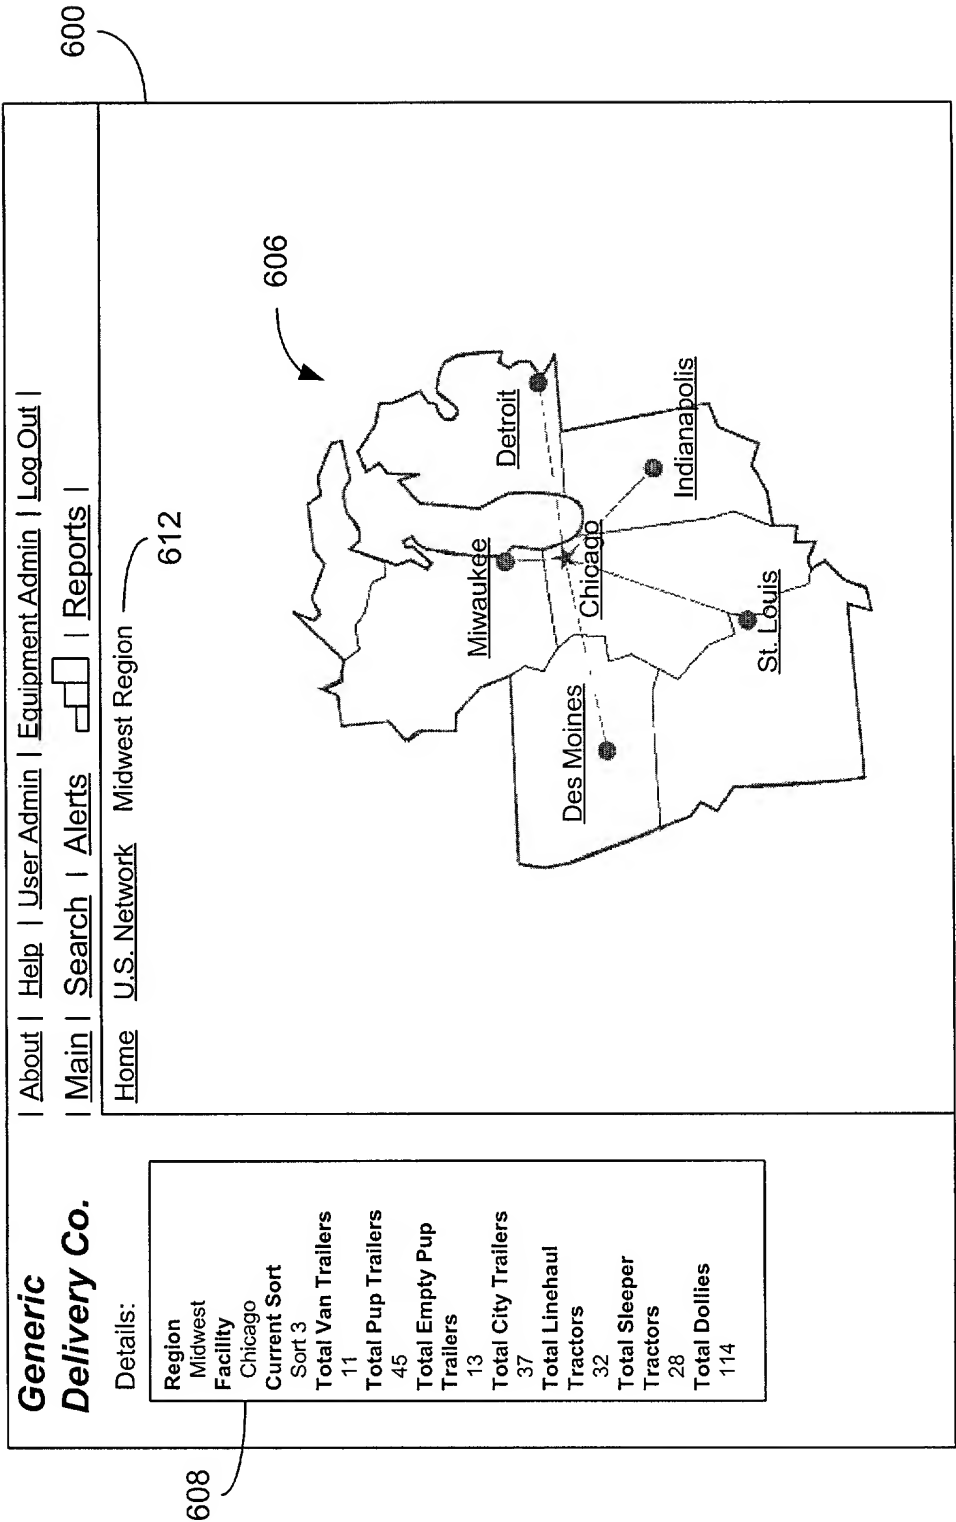 600
Generic
Delivery Co.
| About | Help | User Admin | Equipment Admin | Log Out |
| Main | Search | Alerts | Reports |
Home U.S. Network Midwest Region
612
Details:
Region
Midwest
Facility
Chicago
Current Sort
Sort 3
Total Van Trailers
11
Total Pup Trailers
45
Total Empty Pup
Trailers
13
Total City Trailers
37
Total Linehaul
Tractors
32
Total Sleeper
Tractors
28
Total Dollies
114
608
606
Miwaukee
Detroit
Des Moines
Chicago
Indianapolis
St. Louis